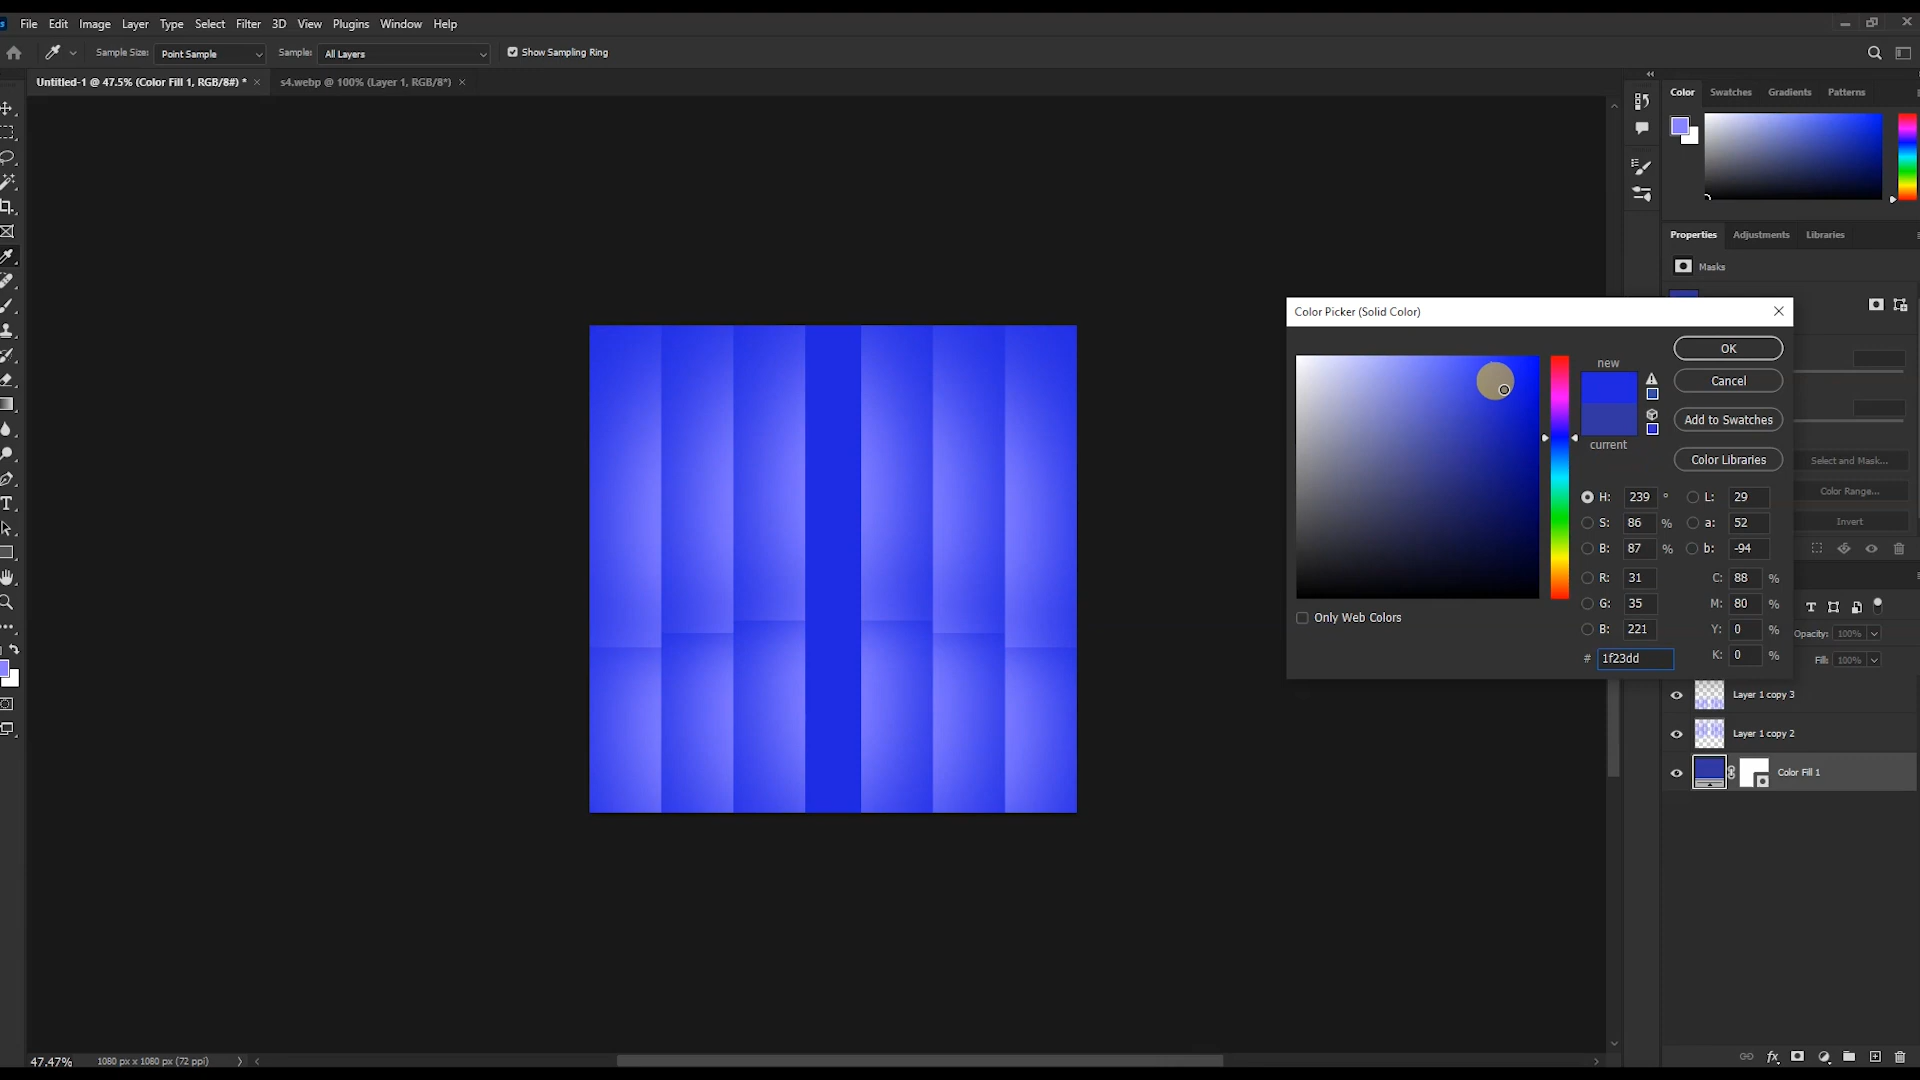 File Edit Image Layer Type Select Filter 3D View Plugins Window Help
Sample Size: Point Sample Sample: All Layers Show Sampling Ring
Untitled-1 @ 47.5% (Color Fill 1, RGB/8#) * × s4.webp @ 100% (Layer 1, RGB/8*) ×
Color Swatches Gradients Patterns
Properties Adjustments Libraries
Masks
Color Picker (Solid Color)
new
OK
Cancel
Add to Swatches
current
Color Libraries
Select and Mask...
Color Range...
Invert
H: 239 ° L: 29
S: 86 % a: 52
B: 87 % b: -94
R: 31 C: 88 %
G: 35 M: 80 %
B: 221 Y: 0 %
# 1f23dd K: 0 %
Only Web Colors
Opacity: 100%
Fill: 100%
Layer 1 copy 3
Layer 1 copy 2
Color Fill 1
47.47% 1080 px x 1080 px (72 ppi)